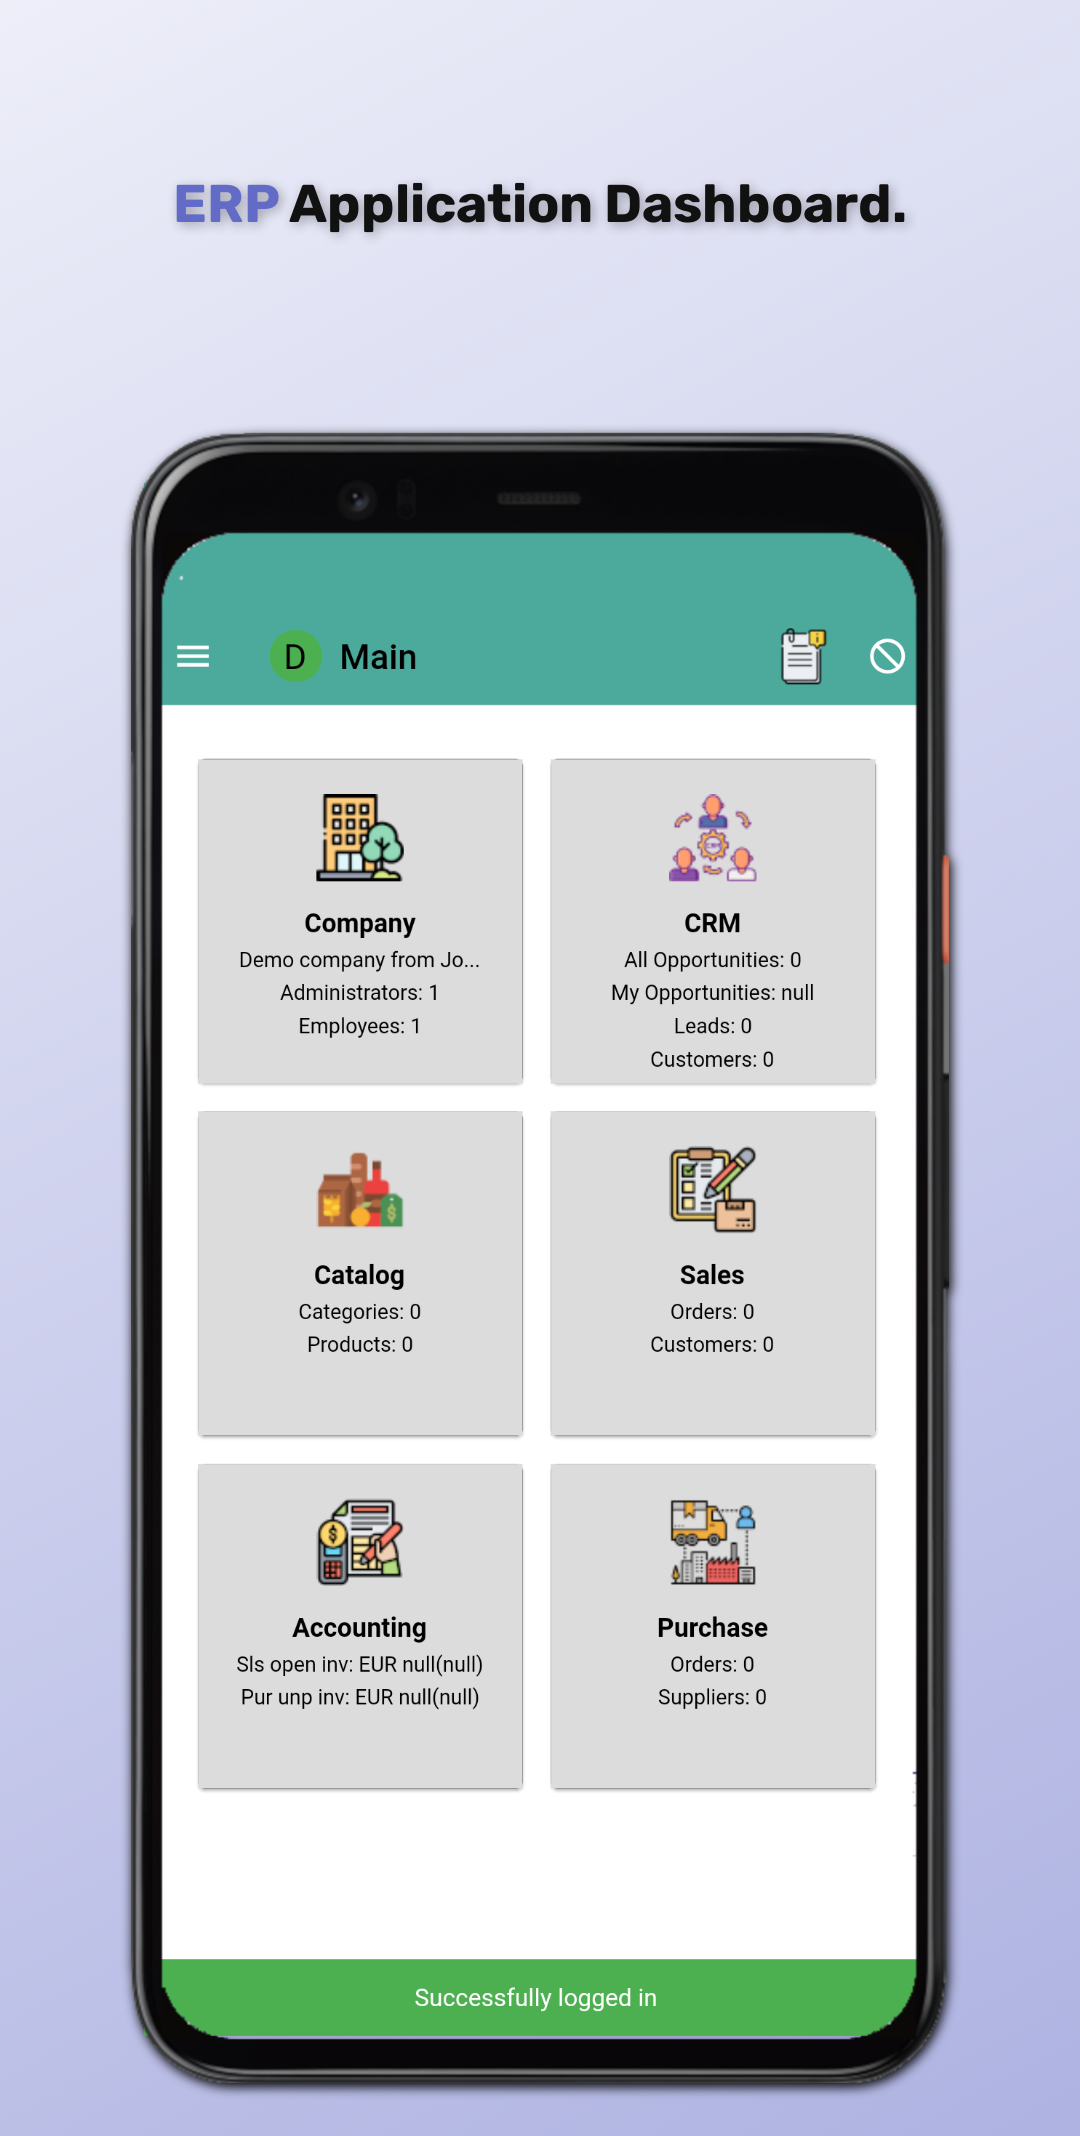 ERP Application Dashboard.
D Main
Company
Demo company from Jo...
Administrators: 1
Employees: 1
CRM
All Opportunities: 0
My Opportunities: null
Leads: 0
Customers: 0
Catalog
Categories: 0
Products: 0
Sales
Orders: 0
Customers: 0
Accounting
Sls open inv: EUR null(null)
Pur unp inv: EUR null(null)
Purchase
Orders: 0
Suppliers: 0
Successfully logged in